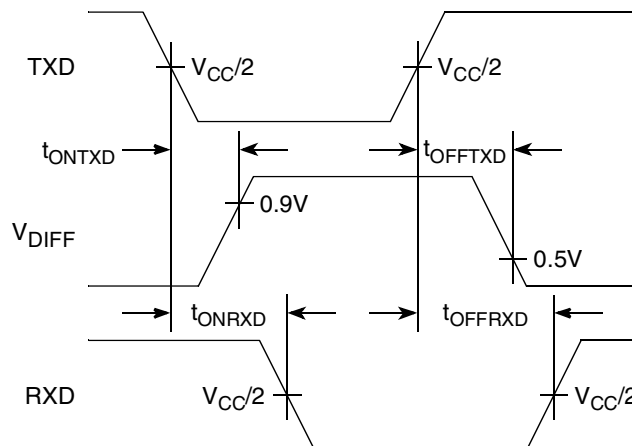 TXD
V_CC/2
V_CC/2
t_ONTXD
t_OFFTXD
0.9V
V_DIFF
0.5V
t_ONRXD
t_OFFRXD
RXD
V_CC/2
V_CC/2